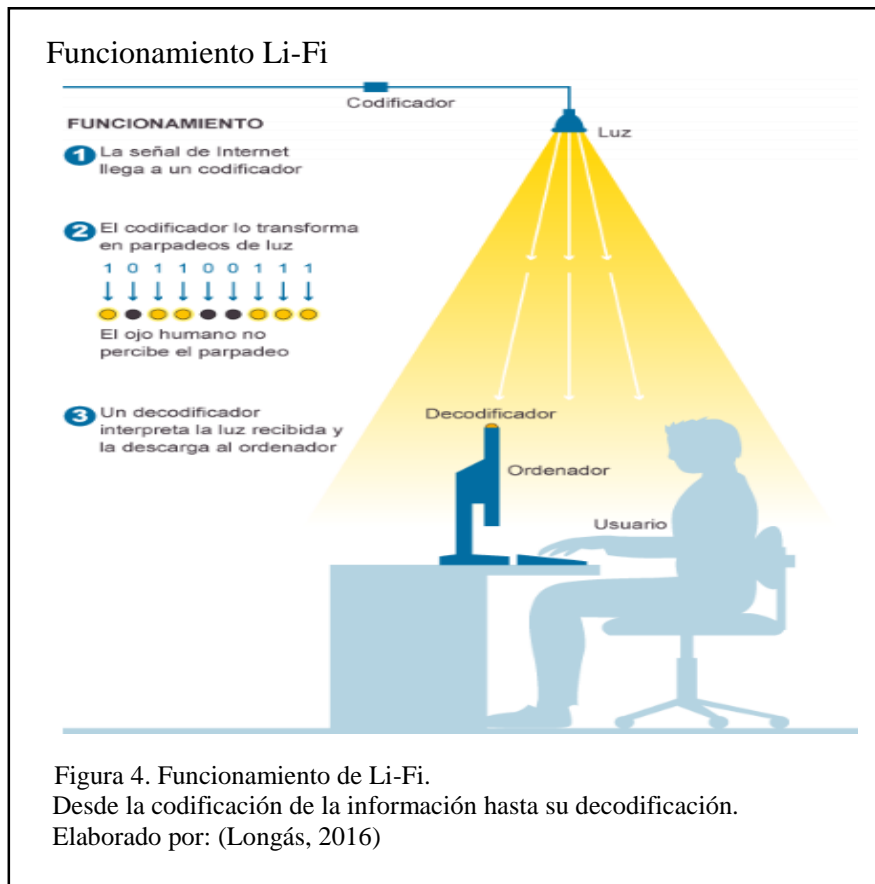 Funcionamiento Li-Fi
Codificador
Luz
FUNCIONAMIENTO
1 La señal de Internet
llega a un codificador
2 El codificador lo transforma
en parpadeos de luz
1 0 1 1 0 0 1 1 1
El ojo humano no
percibe el parpadeo
3 Un decodificador
interpreta la luz recibida y
la descarga al ordenador
Decodificador
Ordenador
Usuario
Figura 4. Funcionamiento de Li-Fi.
Desde la codificación de la información hasta su decodificación.
Elaborado por: (Longás, 2016)